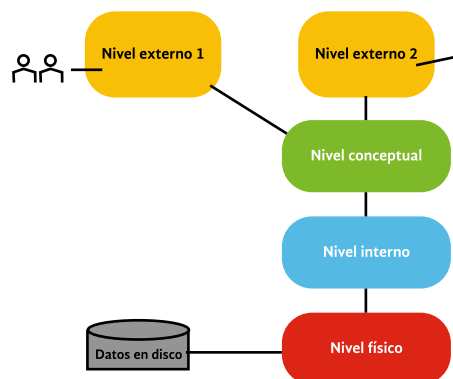 Nivel externo 1
Nivel externo 2
Nivel conceptual
Nivel interno
Nivel físico
Datos en disco